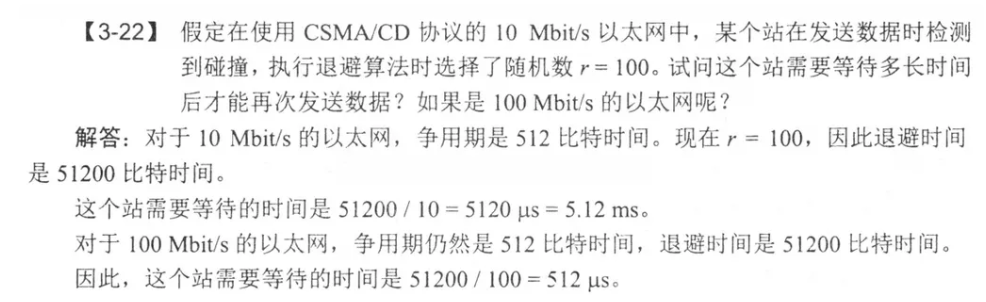 【3-22】 假定在使用 CSMA/CD 协议的 10 Mbit/s 以太网中，某个站在发送数据时检测
到碰撞，执行退避算法时选择了随机数 r = 100。试问这个站需要等待多长时间
后才能再次发送数据？如果是 100 Mbit/s 的以太网呢？
解答：对于 10 Mbit/s 的以太网，争用期是 512 比特时间。现在 r = 100，因此退避时间
是 51200 比特时间。
这个站需要等待的时间是 51200 / 10 = 5120 μs = 5.12 ms。
对于 100 Mbit/s 的以太网，争用期仍然是 512 比特时间，退避时间是 51200 比特时间。
因此，这个站需要等待的时间是 51200 / 100 = 512 μs。